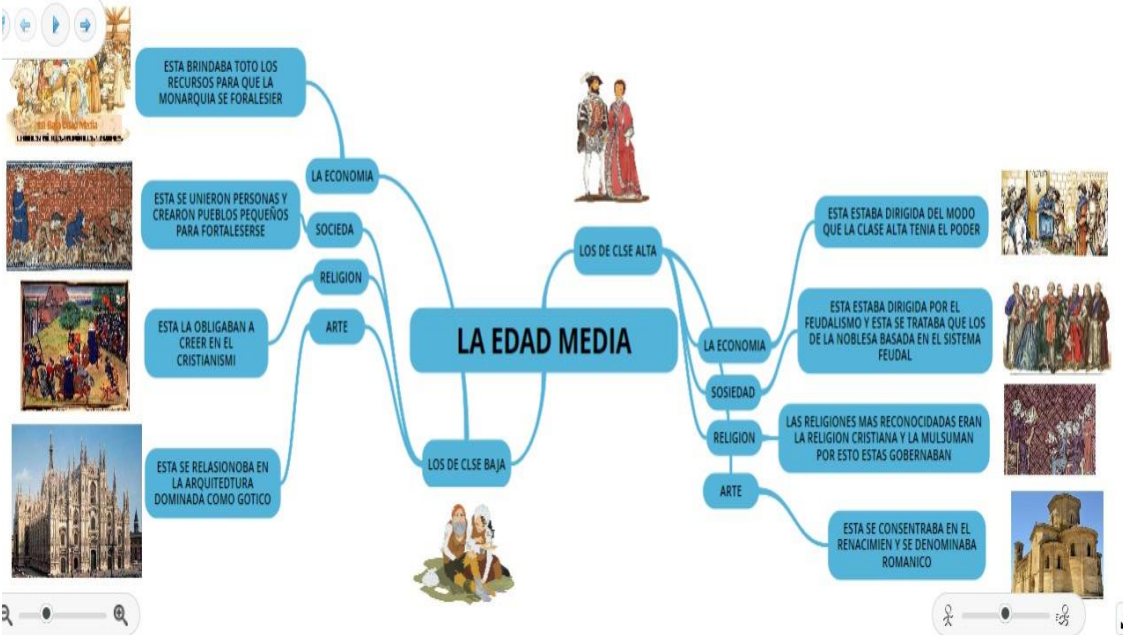 LA EDAD MEDIA
LOS DE CLSE ALTA
LA ECONOMIA
ESTA ESTABA DIRIGIDA DEL MODO
QUE LA CLASE ALTA TENIA EL PODER
SOSIEDAD
ESTA ESTABA DIRIGIDA POR EL
FEUDALISMO Y ESTA SE TRATABA QUE LOS
DE LA NOBLESA BASADA EN EL SISTEMA
FEUDAL
RELIGION
LAS RELIGIONES MAS RECONOCIDADAS ERAN
LA RELIGION CRISTIANA Y LA MULSUMAN
POR ESTO ESTAS GOBERNABAN
ARTE
ESTA SE CONSENTRABA EN EL
RENACIMIEN Y SE DENOMINABA
ROMANICO
LOS DE CLSE BAJA
LA ECONOMIA
ESTA BRINDABA TOTO LOS
RECURSOS PARA QUE LA
MONARQUIA SE FORALESIER
SOCIEDA
ESTA SE UNIERON PERSONAS Y
CREARON PUEBLOS PEQUEÑOS
PARA FORTALESERSE
RELIGION
ESTA LA OBLIGABAN A
CREER EN EL
CRISTIANISMI
ARTE
ESTA SE RELASIONOBA EN
LA ARQUITEDTURA
DOMINADA COMO GOTICO
Baja Edad Media